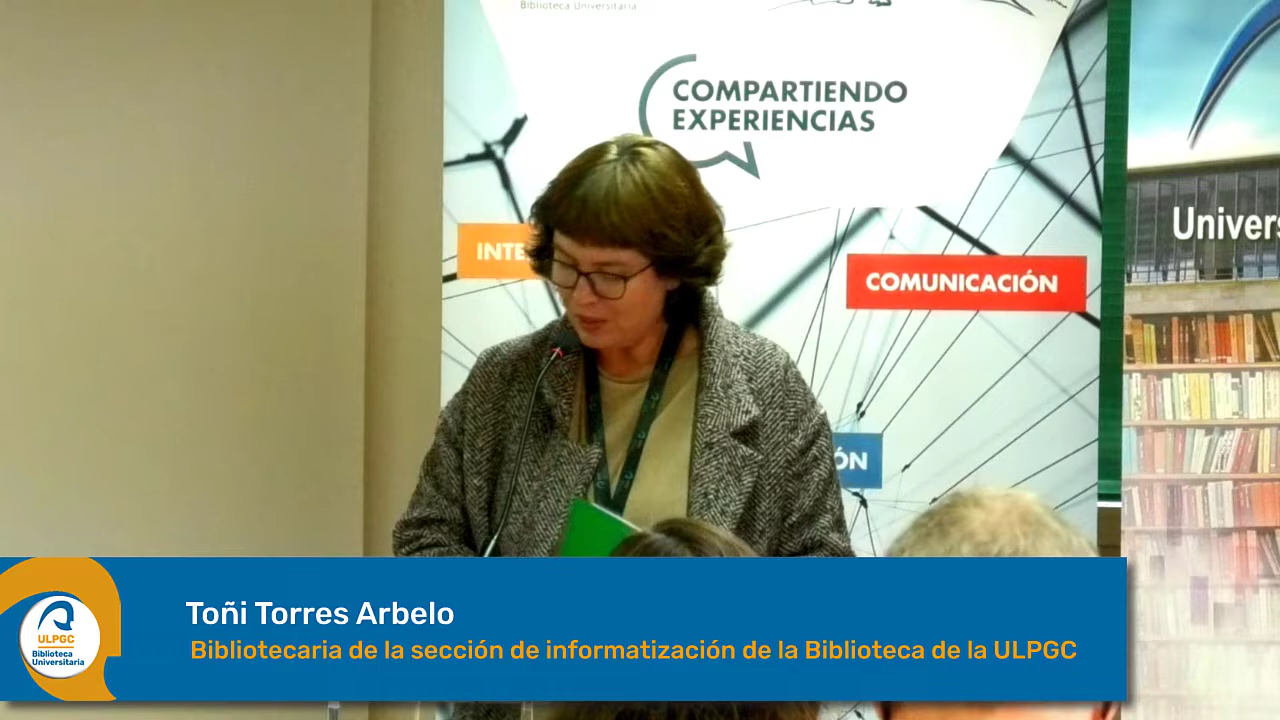 Biblioteca Universitaria
COMPARTIENDO
EXPERIENCIAS
COMUNICACIÓN
Toñi Torres Arbelo
Bibliotecaria de la sección de informatización de la Biblioteca de la ULPGC
ULPGC
Biblioteca
Universitaria